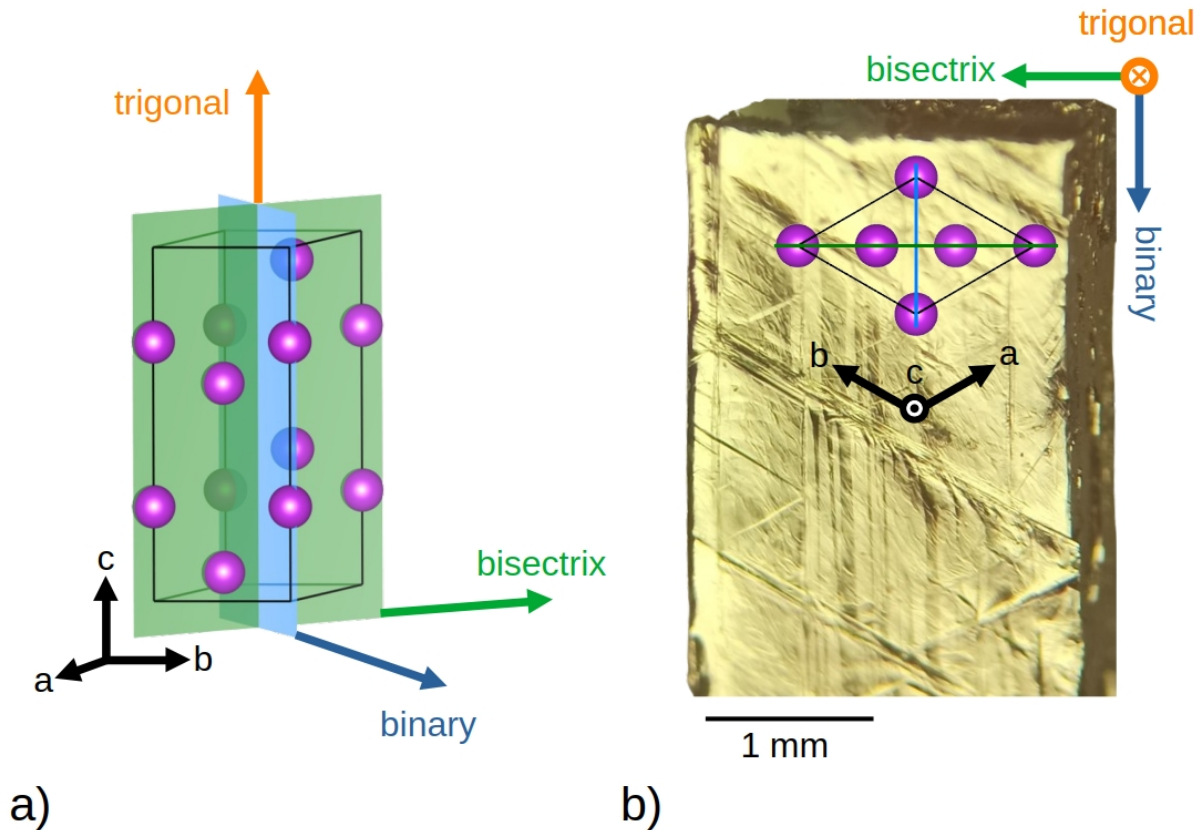 trigonal
bisectrix
binary
c
b
a
a)
trigonal
bisectrix
binary
b
c
a
1 mm
b)